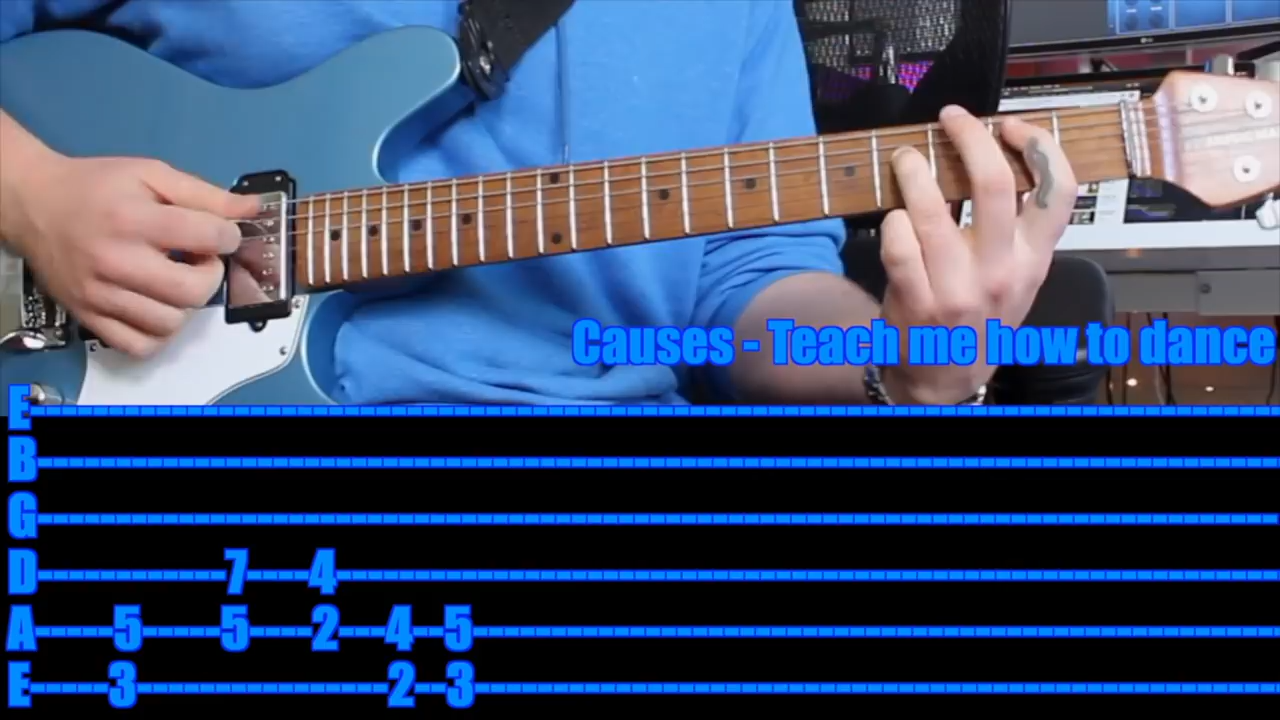 Causes - Teach me how to dance
E
B
G
D 7 4
A 5 5 2 4 5
E 3 2 3